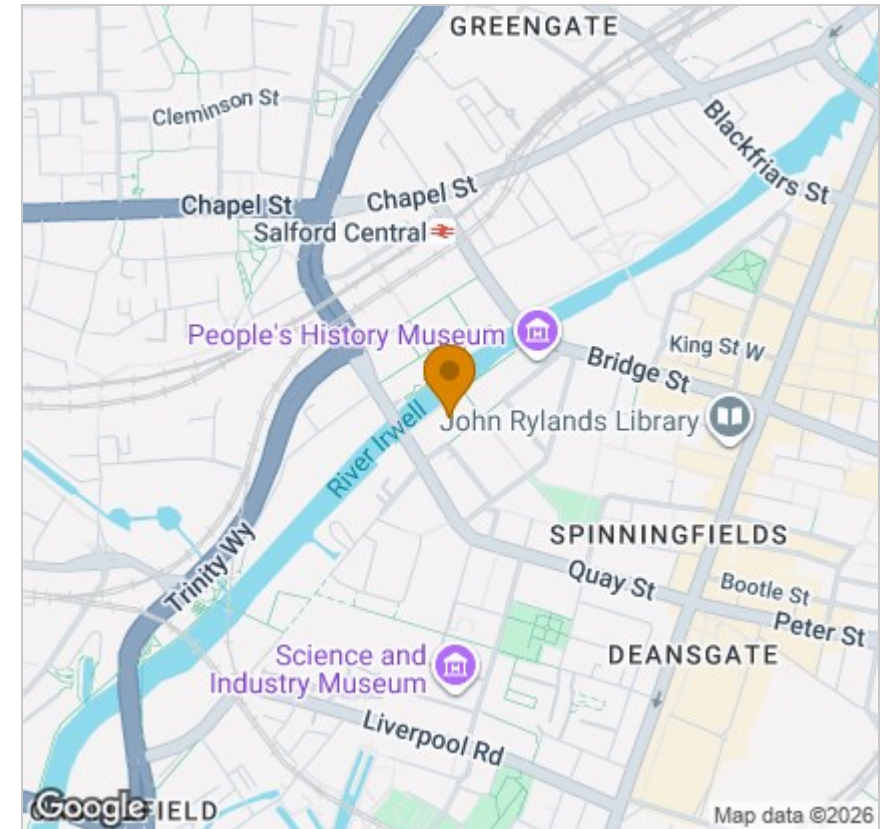 GREENGATE
Cleminson St
Blackfriars St
Chapel St
Chapel St
Salford Central
People's History Museum
King St W
Bridge St
John Rylands Library
River Irwell
SPINNINGFIELDS
Trinity Wy
Quay St
Bootle St
Peter St
Science and
Industry Museum
DEANSGATE
Liverpool Rd
Google
FIELD
Map data ©2026